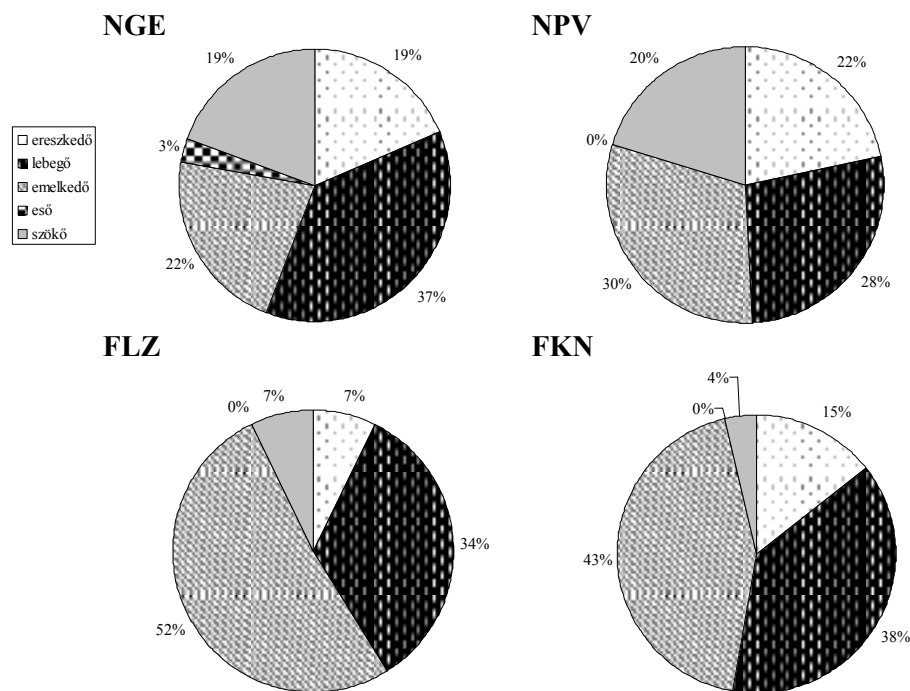 NGE
19%
19%
3%
22%
37%
NPV
20%
22%
0%
30%
28%
ereszkedő
lebegő
emelkedő
eső
szökő
FLZ
0%
7%
7%
34%
52%
FKN
4%
0%
15%
43%
38%